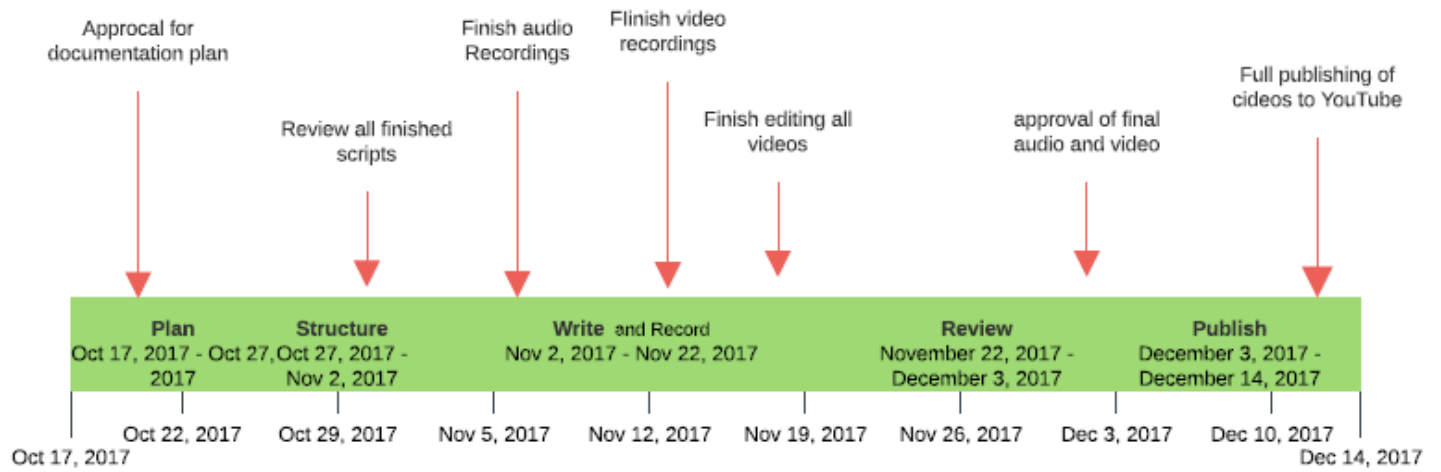 Approcal for
documentation plan
Review all finished
scripts
Finish audio
Recordings
Flinish video
recordings
Finish editing all
videos
approval of final
audio and video
Full publishing of
cideos to YouTube
Plan
Oct 17, 2017 - Oct 27,
2017
Structure
Oct 27, 2017 -
Nov 2, 2017
Write and Record
Nov 2, 2017 - Nov 22, 2017
Review
November 22, 2017 -
December 3, 2017
Publish
December 3, 2017 -
December 14, 2017
Oct 17, 2017
Oct 22, 2017
Oct 29, 2017
Nov 5, 2017
Nov 12, 2017
Nov 19, 2017
Nov 26, 2017
Dec 3, 2017
Dec 10, 2017
Dec 14, 2017